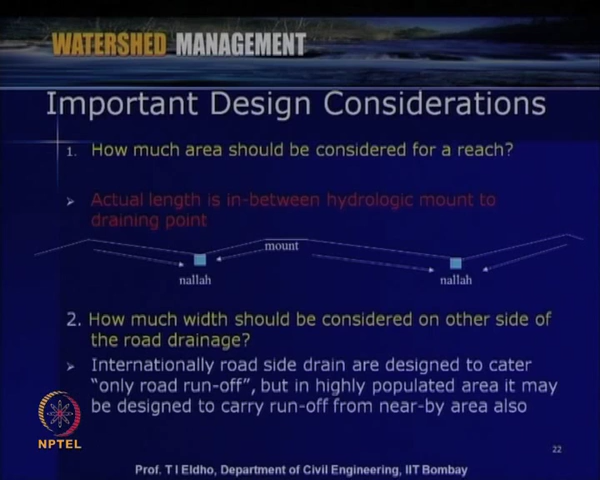 WATERSHED MANAGEMENT
Important Design Considerations
1. How much area should be considered for a reach?
➢ Actual length is in-between hydrologic mount to
draining point
mount
nallah
nallah
2. How much width should be considered on other side of
the road drainage?
➢ Internationally road side drain are designed to cater
"only road run-off", but in highly populated area it may
be designed to carry run-off from near-by area also
NPTEL
22
Prof. T I Eldho, Department of Civil Engineering, IIT Bombay